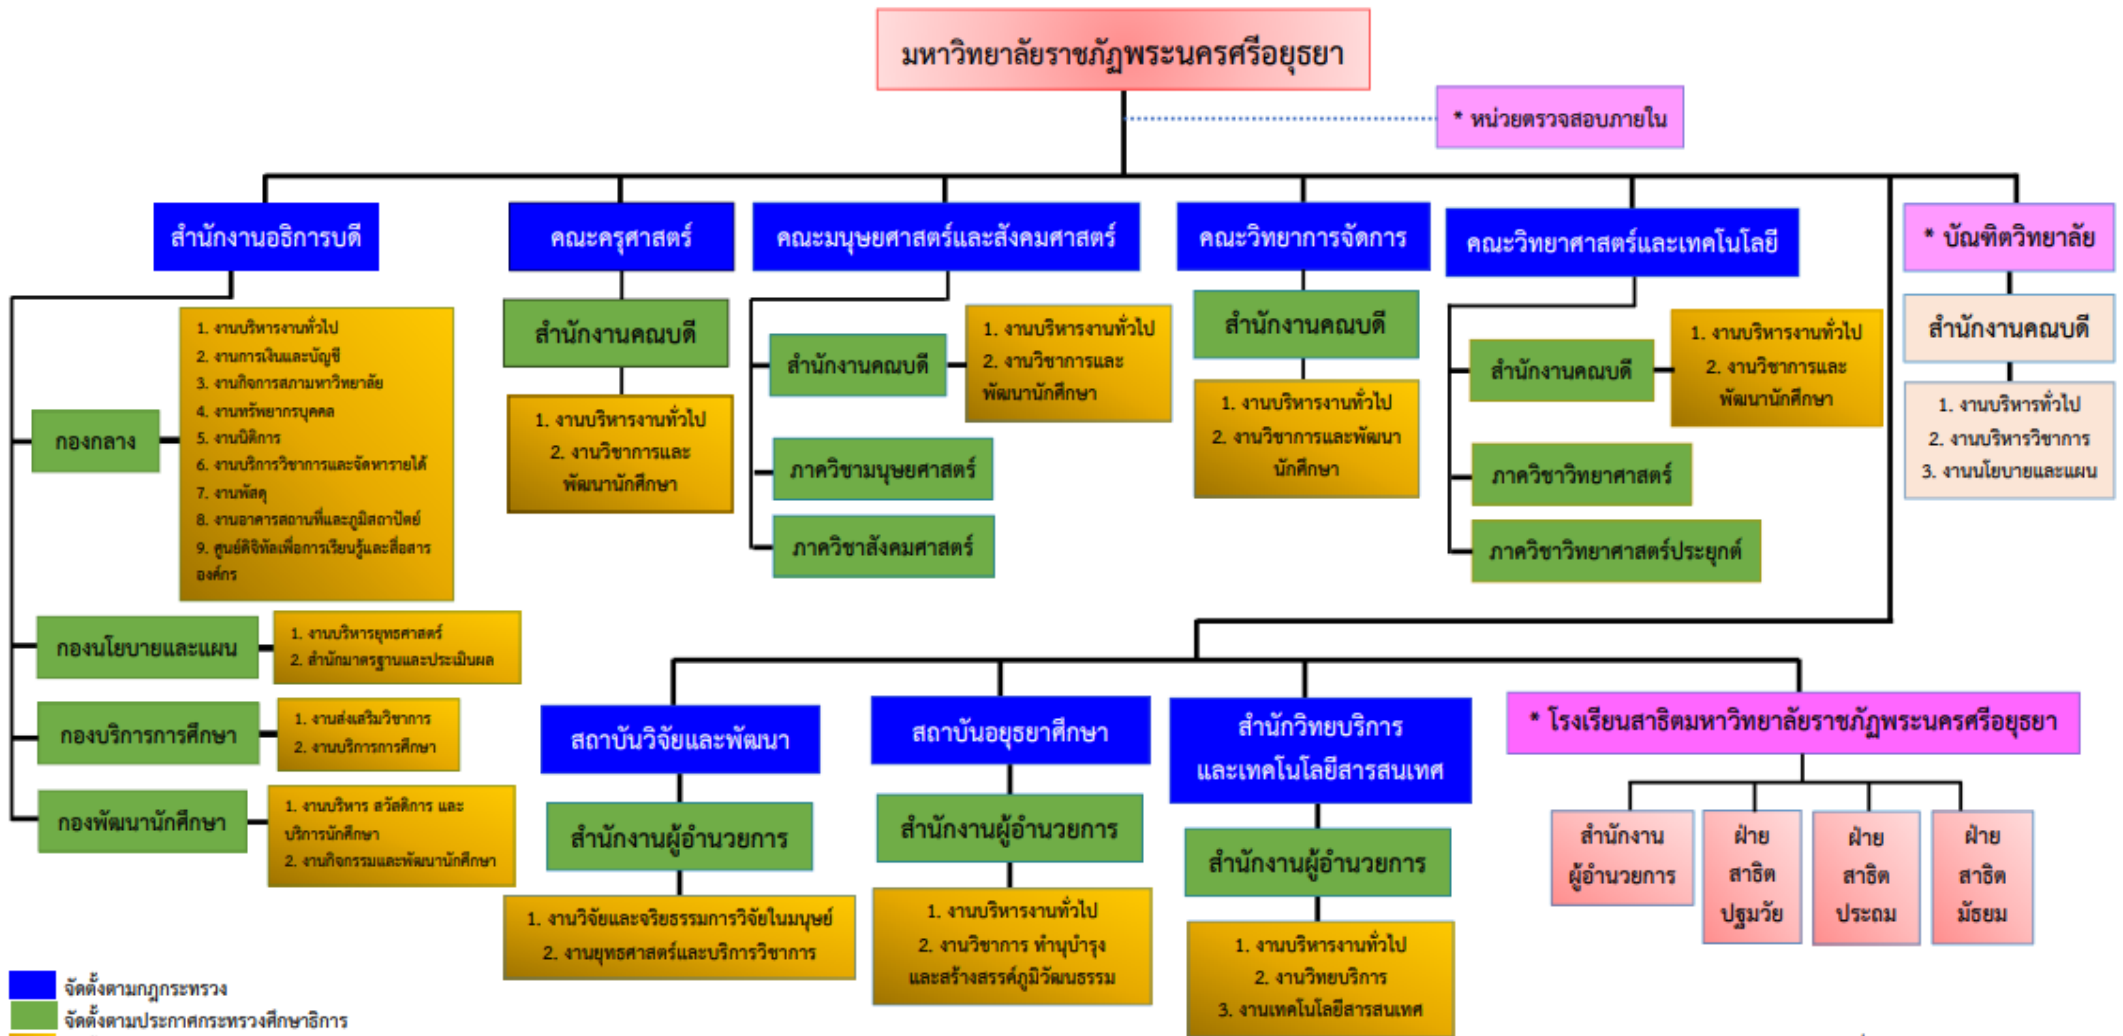 มหาวิทยาลัยราชภัฏพระนครศรีอยุธยา
* หน่วยตรวจสอบภายใน
สำนักงานอธิการบดี
คณะครุศาสตร์
คณะมนุษยศาสตร์และสังคมศาสตร์
คณะวิทยาการจัดการ
คณะวิทยาศาสตร์และเทคโนโลยี
* บัณฑิตวิทยาลัย
กองกลาง
1. งานบริหารงานทั่วไป
2. งานการเงินและบัญชี
3. งานกิจการสภามหาวิทยาลัย
4. งานทรัพยากรบุคคล
5. งานนิติการ
6. งานบริการวิชาการและจัดหารายได้
7. งานพัสดุ
8. งานอาคารสถานที่และภูมิสถาปัตย์
9. ศูนย์ดิจิทัลเพื่อการเรียนรู้และสื่อสาร
องค์กร
กองนโยบายและแผน
1. งานบริหารยุทธศาสตร์
2. สำนักมาตรฐานและประเมินผล
กองบริการการศึกษา
1. งานส่งเสริมวิชาการ
2. งานบริการการศึกษา
กองพัฒนานักศึกษา
1. งานบริหาร สวัสดิการ และ
บริการนักศึกษา
2. งานกิจกรรมและพัฒนานักศึกษา
สำนักงานคณบดี
1. งานบริหารงานทั่วไป
2. งานวิชาการและ
พัฒนานักศึกษา
สำนักงานคณบดี
1. งานบริหารงานทั่วไป
2. งานวิชาการและ
พัฒนานักศึกษา
ภาควิชามนุษยศาสตร์
ภาควิชาสังคมศาสตร์
สำนักงานคณบดี
1. งานบริหารงานทั่วไป
2. งานวิชาการและพัฒนา
นักศึกษา
สำนักงานคณบดี
1. งานบริหารงานทั่วไป
2. งานวิชาการและ
พัฒนานักศึกษา
ภาควิชาวิทยาศาสตร์
ภาควิชาวิทยาศาสตร์ประยุกต์
สำนักงานคณบดี
1. งานบริหารทั่วไป
2. งานบริหารวิชาการ
3. งานนโยบายและแผน
สถาบันวิจัยและพัฒนา
สำนักงานผู้อำนวยการ
1. งานวิจัยและจริยธรรมการวิจัยในมนุษย์
2. งานยุทธศาสตร์และบริการวิชาการ
สถาบันอยุธยาศึกษา
สำนักงานผู้อำนวยการ
1. งานบริหารงานทั่วไป
2. งานวิชาการ ทำนุบำรุง
และสร้างสรรค์ภูมิวัฒนธรรม
สำนักวิทยบริการ
และเทคโนโลยีสารสนเทศ
สำนักงานผู้อำนวยการ
1. งานบริหารงานทั่วไป
2. งานวิทยบริการ
3. งานเทคโนโลยีสารสนเทศ
* โรงเรียนสาธิตมหาวิทยาลัยราชภัฏพระนครศรีอยุธยา
สำนักงาน
ผู้อำนวยการ
ฝ่าย
สาธิต
ปฐมวัย
ฝ่าย
สาธิต
ประถม
ฝ่าย
สาธิต
มัธยม
จัดตั้งตามกฎกระทรวง
จัดตั้งตามประกาศกระทรวงศึกษาธิการ